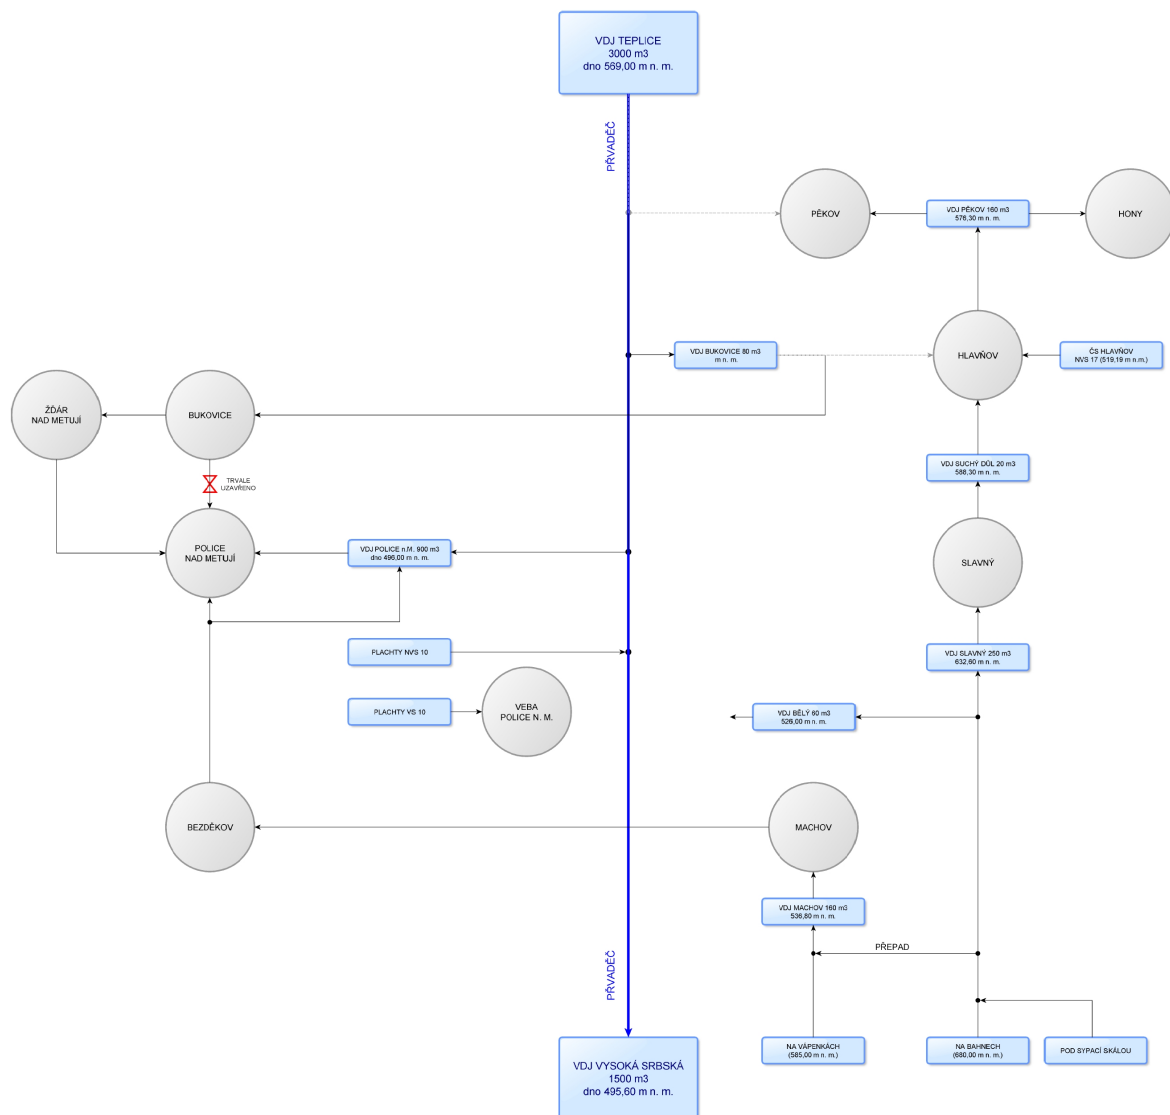 VDJ TEPLICE
3000 m3
dno 569,00 m n. m.
PŘIVADĚČ
PĚKOV
VDJ PĚKOV 160 m3
576,30 m n. m.
HONY
VDJ BUKOVICE 80 m3
m n. m.
HLAVŇOV
ČS HLAVŇOV
NVS 17 (519,19 m n.m.)
ŽĎÁR
NAD METUJÍ
BUKOVICE
TRVALE
UZAVŘENO
VDJ SUCHÝ DŮL 20 m3
588,30 m n. m.
POLICE
NAD METUJÍ
VDJ POLICE n.M. 900 m3
dno 496,00 m n. m.
SLAVNÝ
PLACHTY NVS 10
VDJ SLAVNÝ 250 m3
632,60 m n. m.
PLACHTY VS 10
VEBA
POLICE N. M.
VDJ BĚLÝ 60 m3
526,00 m n. m.
BEZDĚKOV
MACHOV
VDJ MACHOV 160 m3
536,80 m n. m.
PŘEPAD
PŘIVADĚČ
NA VÁPENKÁCH
(585,00 m n. m.)
NA BAHNECH
(680,00 m n. m.)
POD SYPACÍ SKÁLOU
VDJ VYSOKÁ SRBSKÁ
1500 m3
dno 495,60 m n. m.